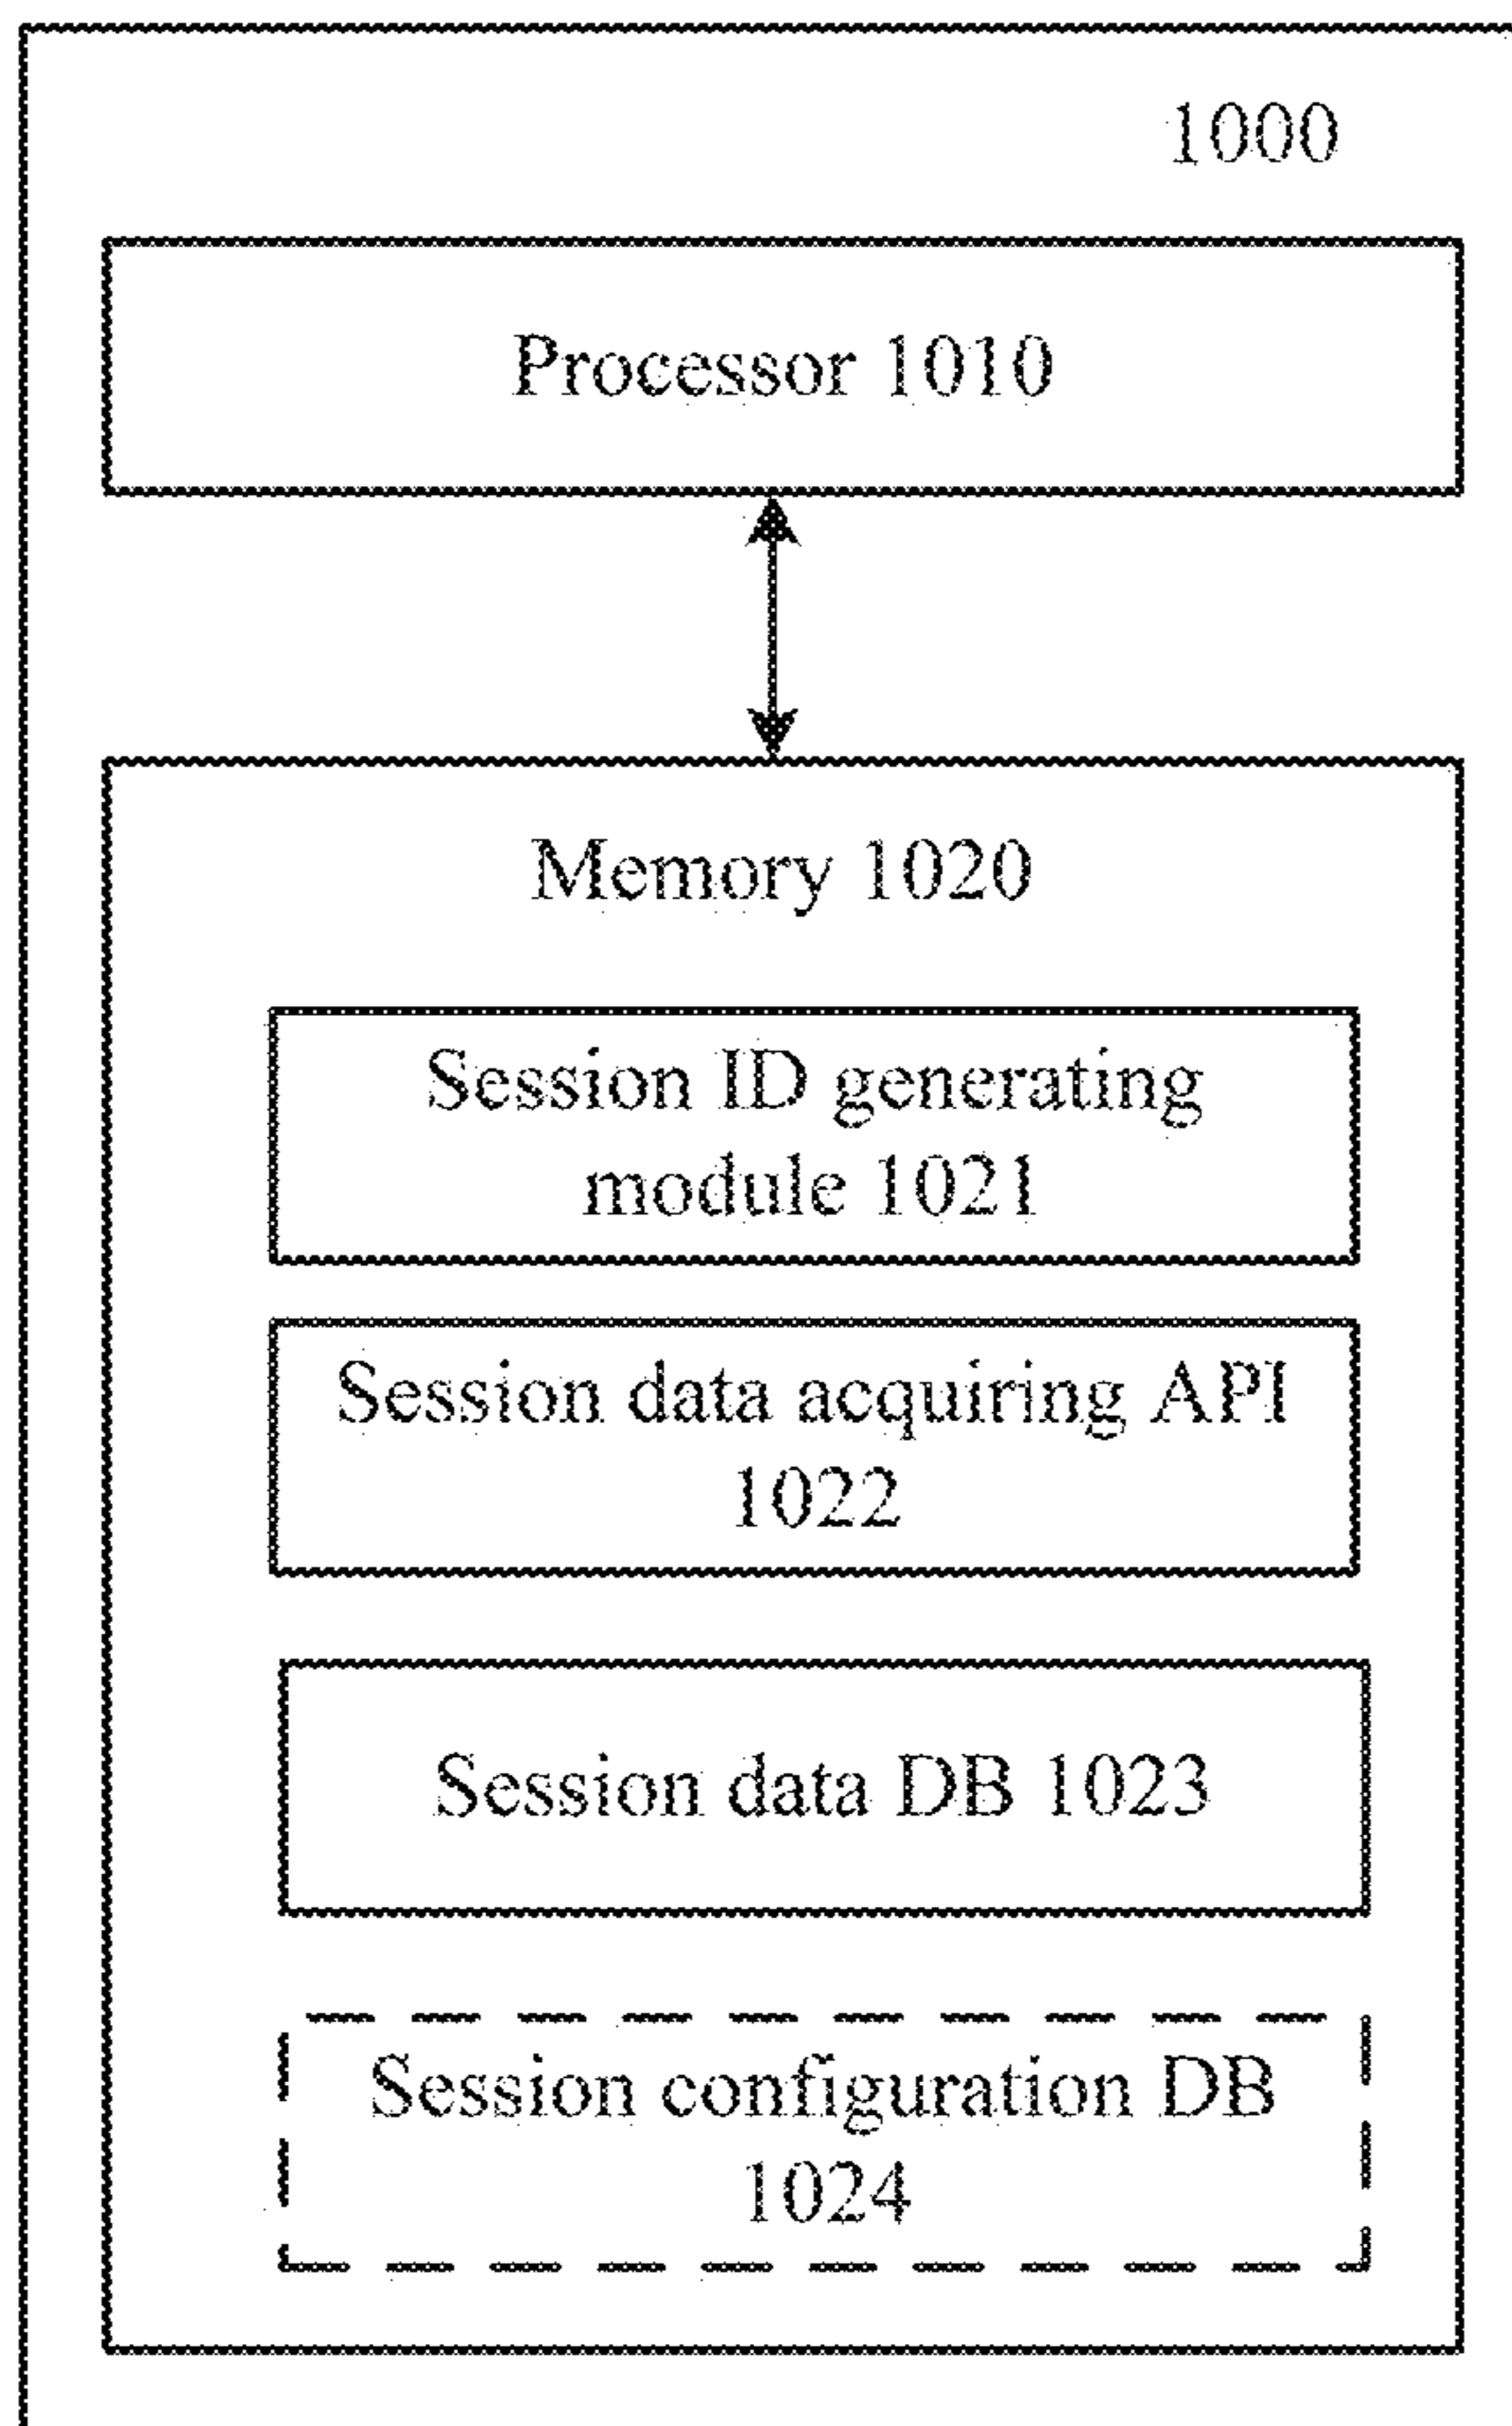 1000
Processor 1010
Memory 1020
Session ID generating
module 1021
Session data acquiring API
1022
Session data DB 1023
Session configuration DB
1024